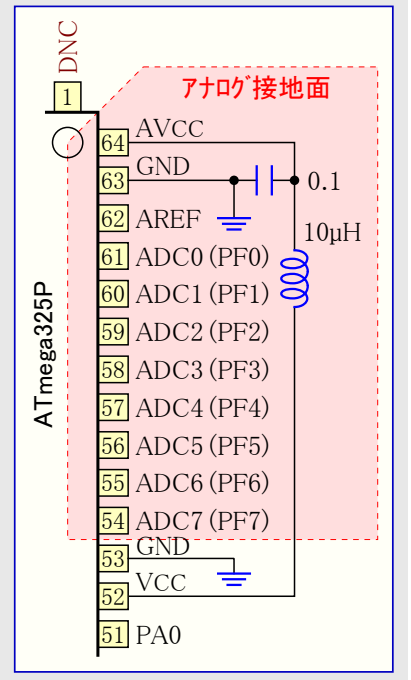 DNC
1
アナログ接地面
64 AVCC
63 GND
0.1
62 AREF
10μH
61 ADC0 (PF0)
60 ADC1 (PF1)
59 ADC2 (PF2)
58 ADC3 (PF3)
57 ADC4 (PF4)
56 ADC5 (PF5)
55 ADC6 (PF6)
54 ADC7 (PF7)
53 GND
52 VCC
51 PA0
ATmega325P